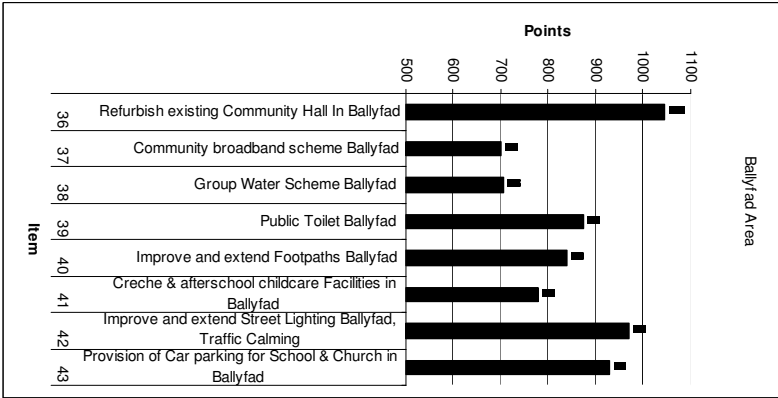 Points
500
600
700
800
900
1000
1100
Ballyfad Area
36
Refurbish existing Community Hall In Ballyfad
37
Community broadband scheme Ballyfad
38
Group Water Scheme Ballyfad
39
Public Toilet Ballyfad
40
Improve and extend Footpaths Ballyfad
41
Creche & afterschool childcare Facilities in
Ballyfad
42
Improve and extend Street Lighting Ballyfad,
Traffic Calming
43
Provision of Car parking for School & Church in
Ballyfad
Item